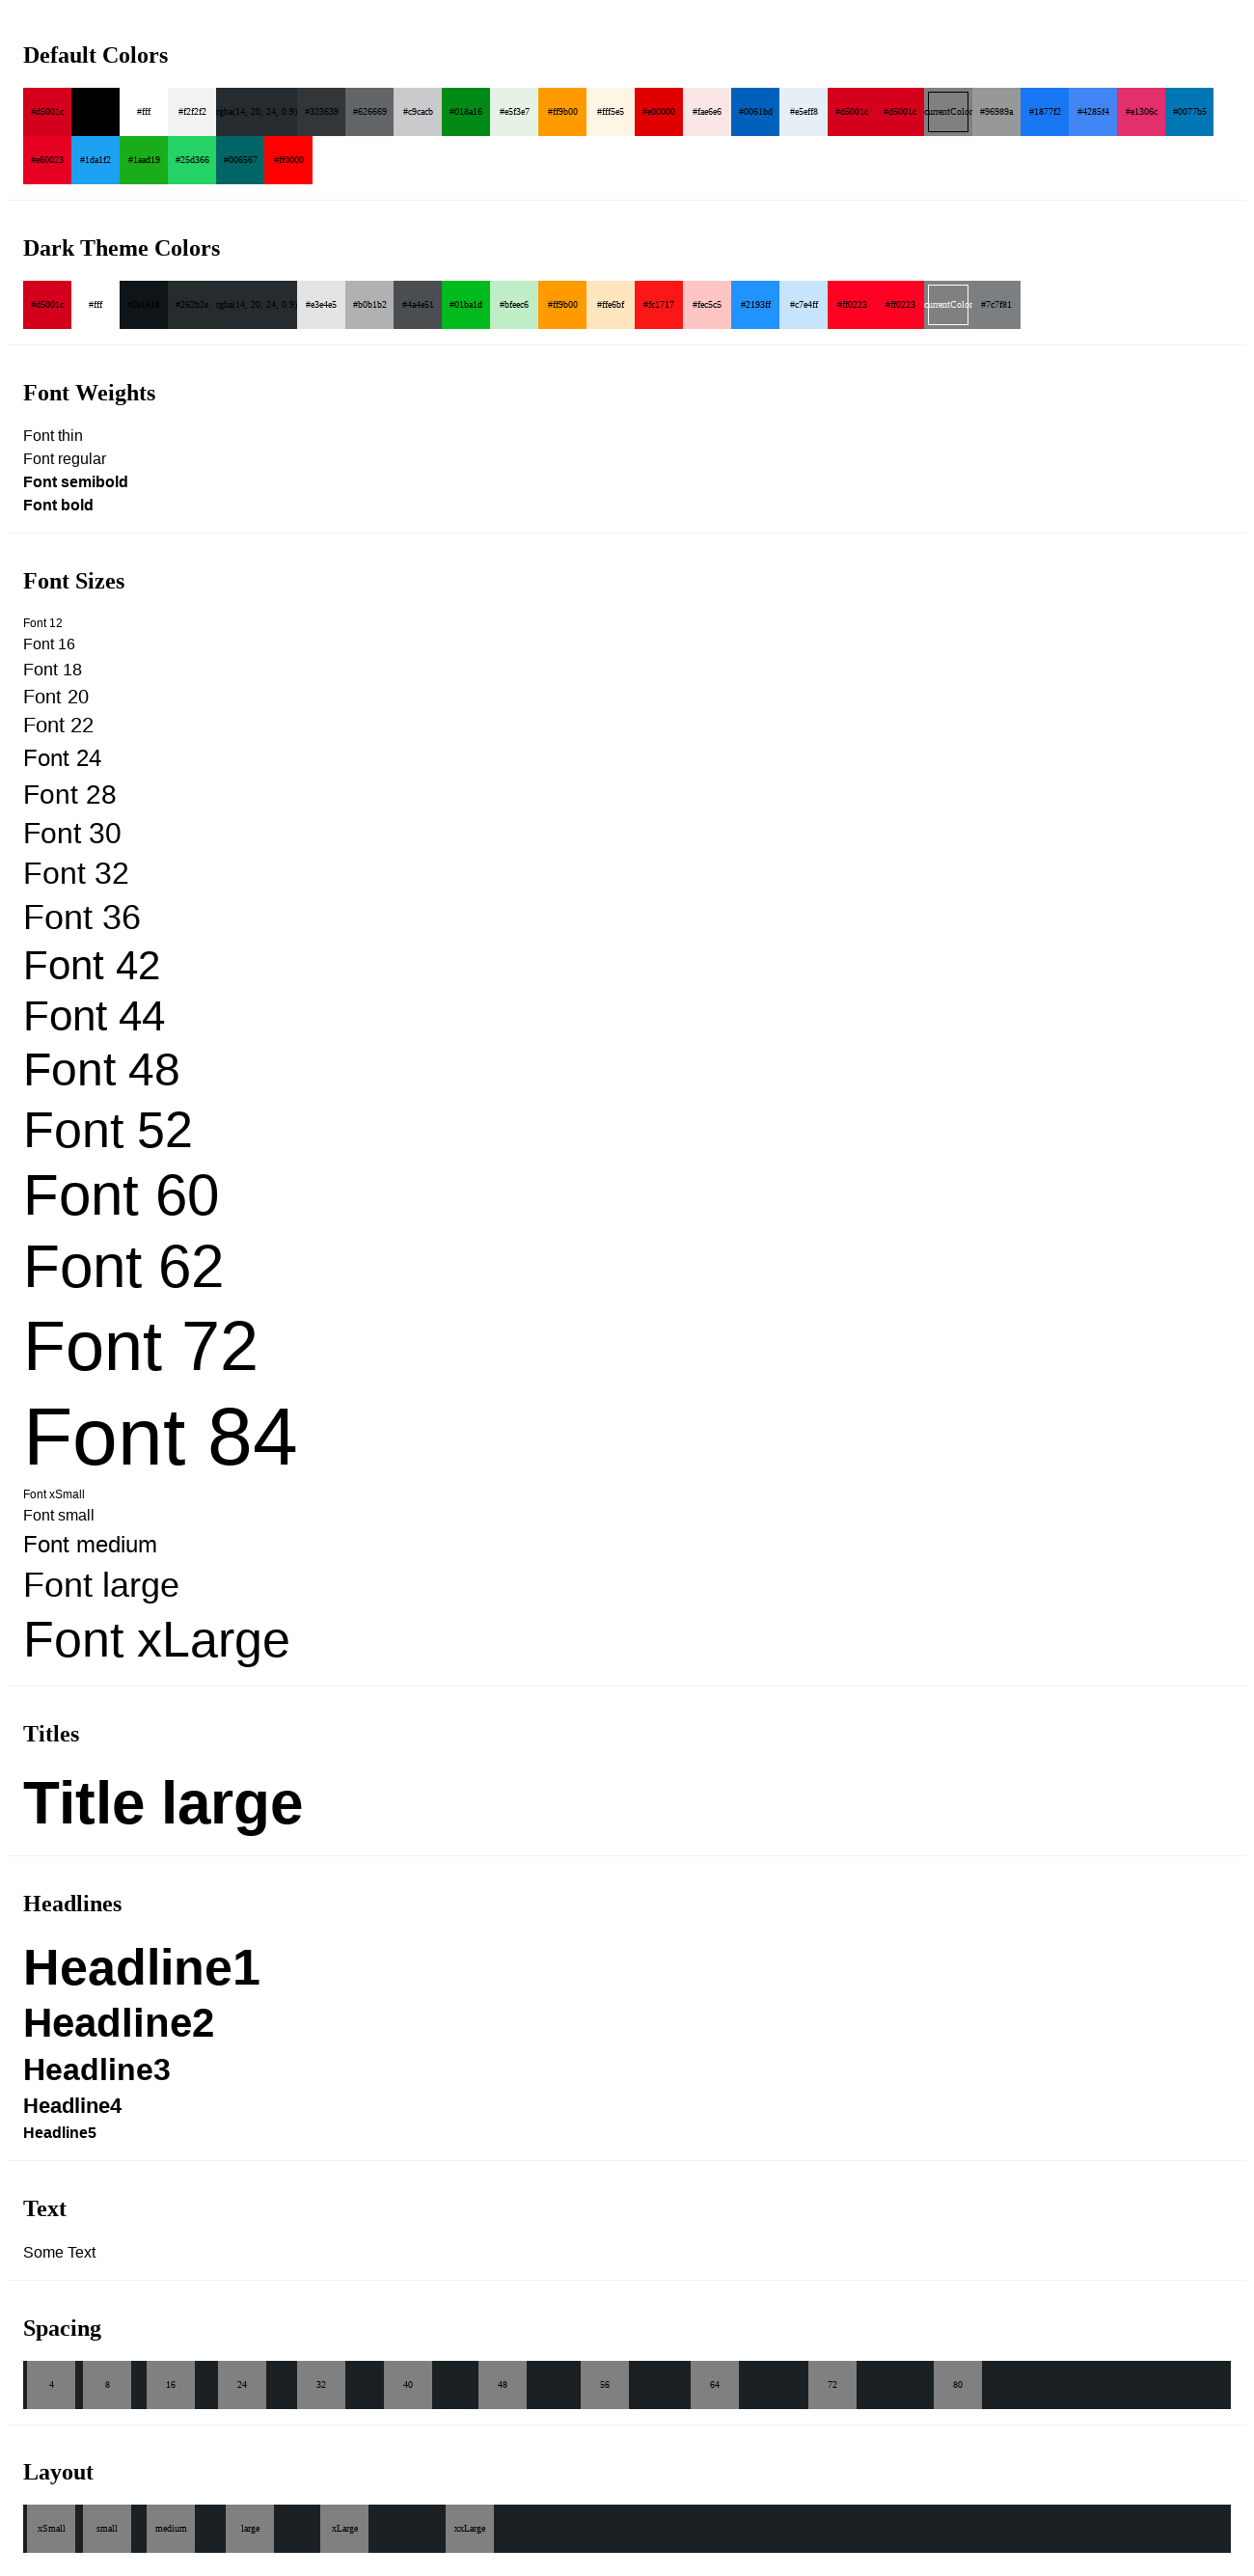 Default Colors
#d5001c #fff #f2f2f2 rgba(14, 20, 24, 0.9) #323639 #626669 #c9cacb #018a16 #e5f3e7 #ff9b00 #fff5e5 #e00000 #fae6e6 #0061bd #e5eff8 #d5001c #d5001c currentColor #96989a #1877f2 #4285f4 #e1306c #0077b5
#e60023 #1da1f2 #1aad19 #25d366 #006567 #ff0000
Dark Theme Colors
#d5001c #fff #0e1418 #262b2e rgba(14, 20, 24, 0.9) #e3e4e5 #b0b1b2 #4a4e51 #01ba1d #bfeec6 #ff9b00 #ffe6bf #fc1717 #fec5c5 #2193ff #c7e4ff #ff0223 #ff0223 currentColor #7c7f81
Font Weights
Font thin
Font regular
Font semibold
Font bold
Font Sizes
Font 12
Font 16
Font 18
Font 20
Font 22
Font 24
Font 28
Font 30
Font 32
Font 36
Font 42
Font 44
Font 48
Font 52
Font 60
Font 62
Font 72
Font 84
Font xSmall
Font small
Font medium
Font large
Font xLarge
Titles
Title large
Headlines
Headline1
Headline2
Headline3
Headline4
Headline5
Text
Some Text
Spacing
4 8 16 24 32 40 48 56 64 72 80
Layout
xSmall small medium large xLarge xxLarge